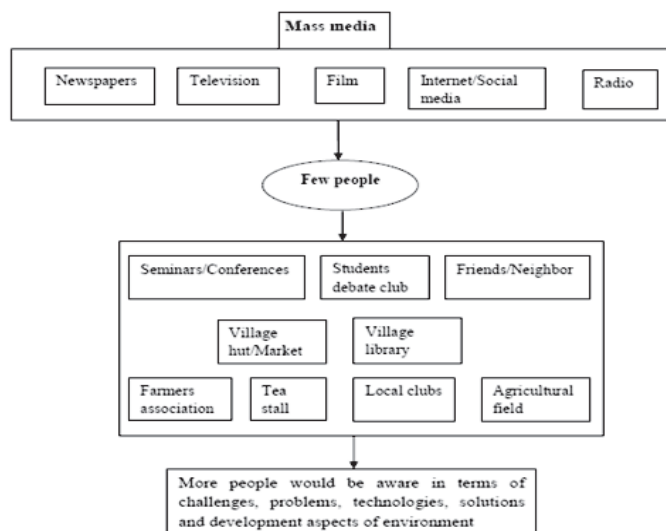 Mass media
Newspapers
Television
Film
Internet/Social
media
Radio
Few people
Seminars/Conferences
Students
debate club
Friends/Neighbor
Village
hut/Market
Village
library
Farmers
association
Tea
stall
Local clubs
Agricultural
field
More people would be aware in terms of
challenges, problems, technologies, solutions
and development aspects of environment